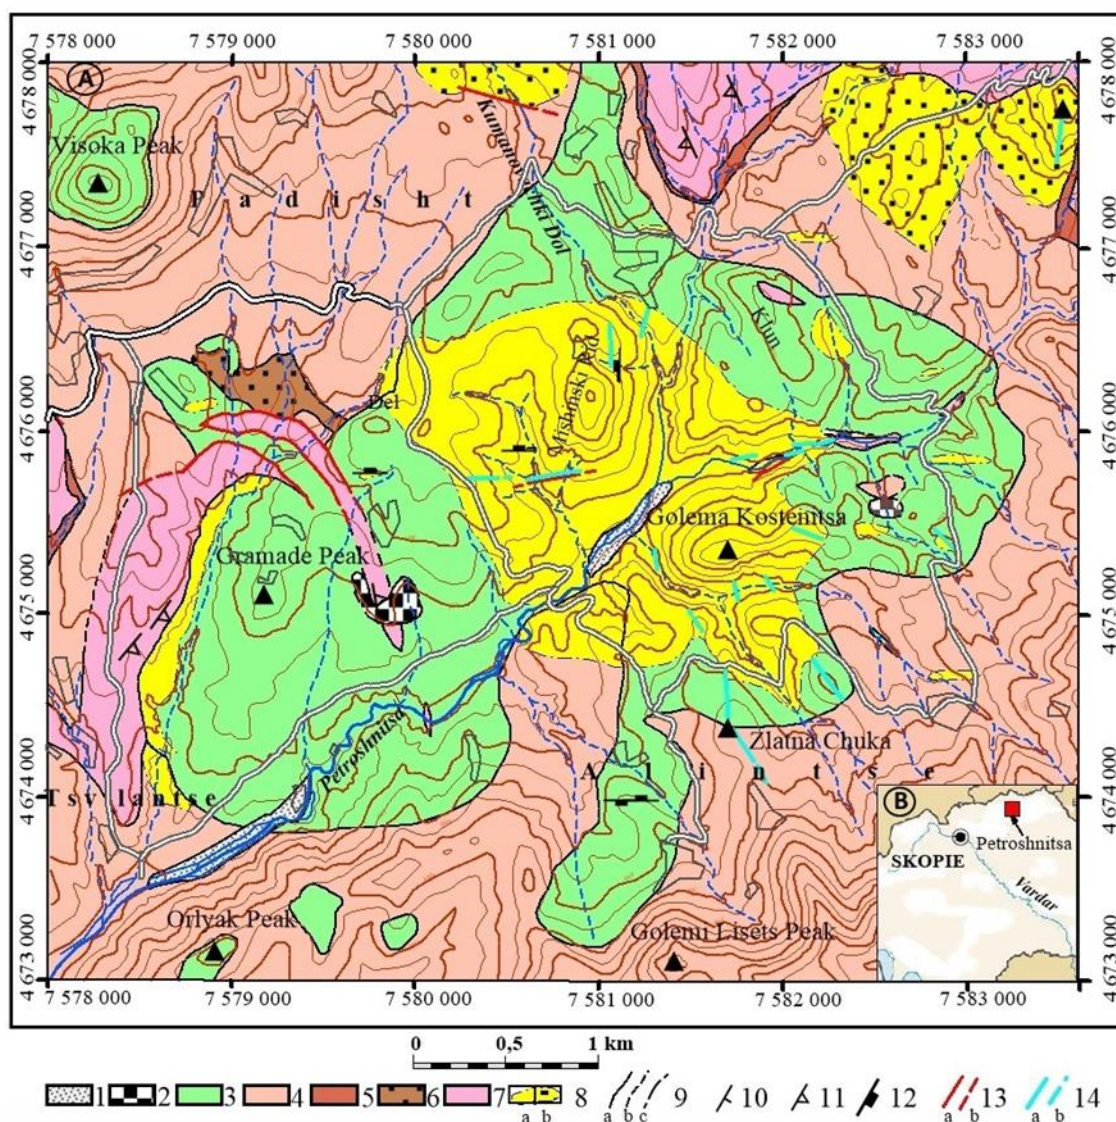 7 578 000 7 579 000 7 580 000 7 581 000 7 582 000 7 583 000
4 678 000 4 678 000
A
Visoka Peak
Kumanovashki Dol
P a d i s h t
4 677 000 4 677 000
Klun
Mishinski Rid
Del
4 676 000 4 676 000
Golema Kostenitsa
Gramade Peak
4 675 000 4 675 000
Petroshnitsa
Zlatna Chuka
A l i n t s e
4 674 000 4 674 000
T s v l a n t s e
B
Petroshnitsa
SKOPIE
Vardar
Orlyak Peak
Golemi Lisets Peak
4 673 000 4 673 000
7 578 000 7 579 000 7 580 000 7 581 000 7 582 000 7 583 000
0 0,5 1 km
1 2 3 4 5 6 7 8 9 10 11 12 13 14
a b a b c a b a b